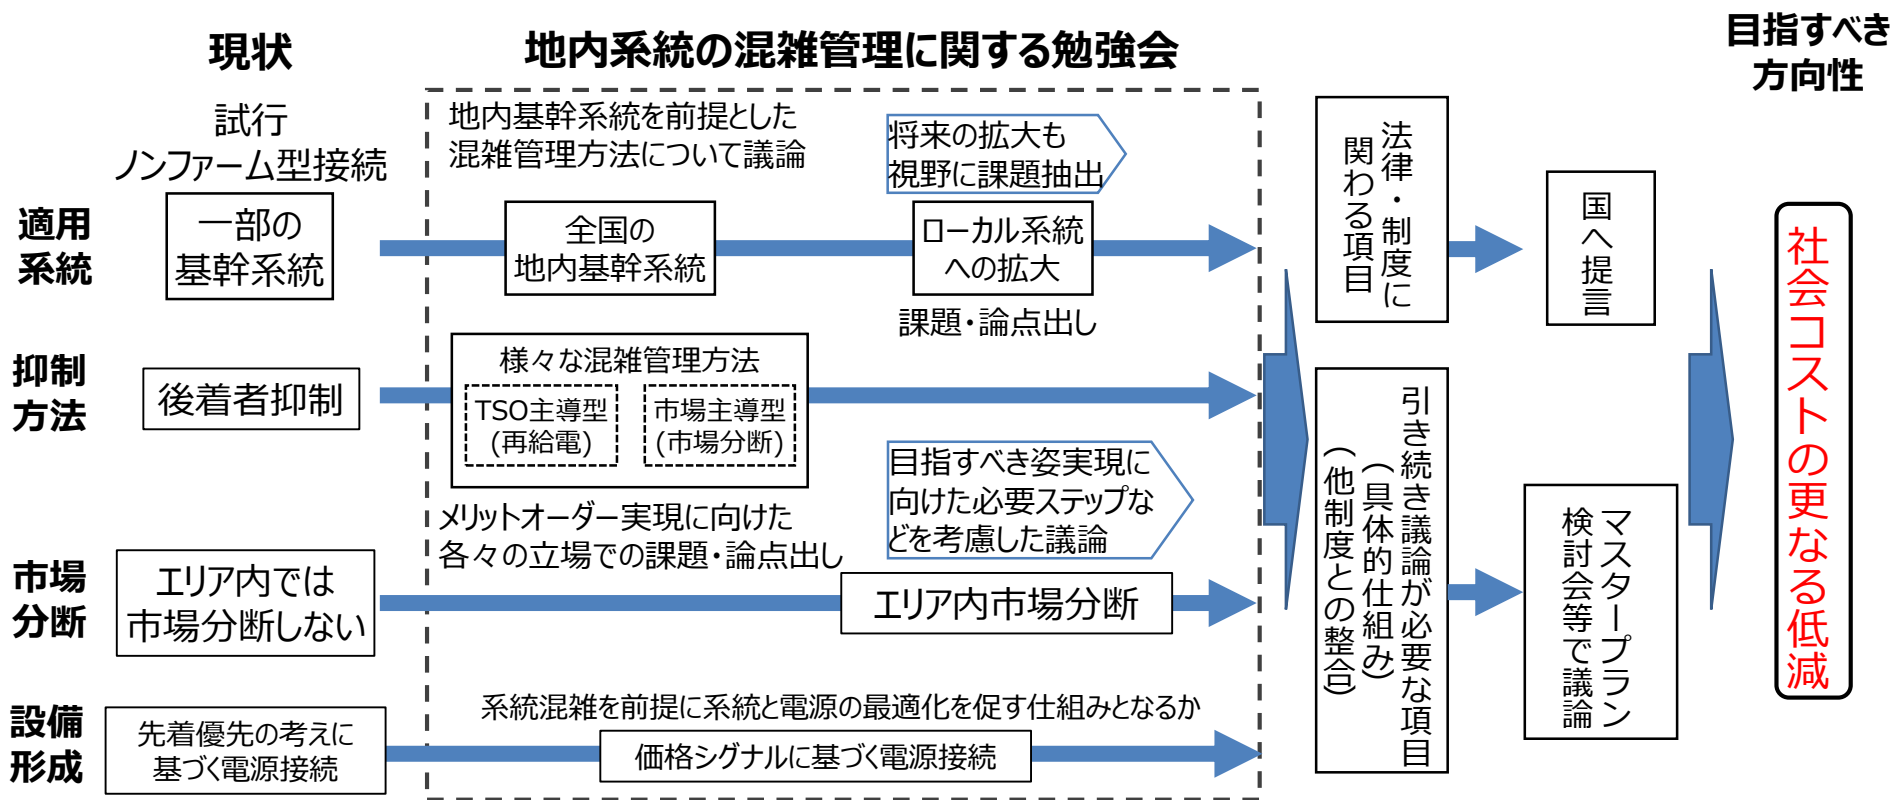 現状
地内系統の混雑管理に関する勉強会
目指すべき
方向性
試行
ノンファーム型接続
地内基幹系統を前提とした
混雑管理方法について議論
将来の拡大も
視野に課題抽出
適用
系統
一部の
基幹系統
全国の
地内基幹系統
ローカル系統
への拡大
課題・論点出し
抑制
方法
後着者抑制
様々な混雑管理方法
TSO主導型
(再給電)
市場主導型
(市場分断)
メリットオーダー実現に向けた
各々の立場での課題・論点出し
目指すべき姿実現に
向けた必要ステップな
どを考慮した議論
市場
分断
エリア内では
市場分断しない
エリア内市場分断
設備
形成
先着優先の考えに
基づく電源接続
系統混雑を前提に系統と電源の最適化を促す仕組みとなるか
価格シグナルに基づく電源接続
法律・制度に
関わる項目
国へ提言
引き続き議論が必要な項目
(具体的仕組み)
(他制度との整合)
マスタープラン
検討会等で議論
社会コストの更なる低減